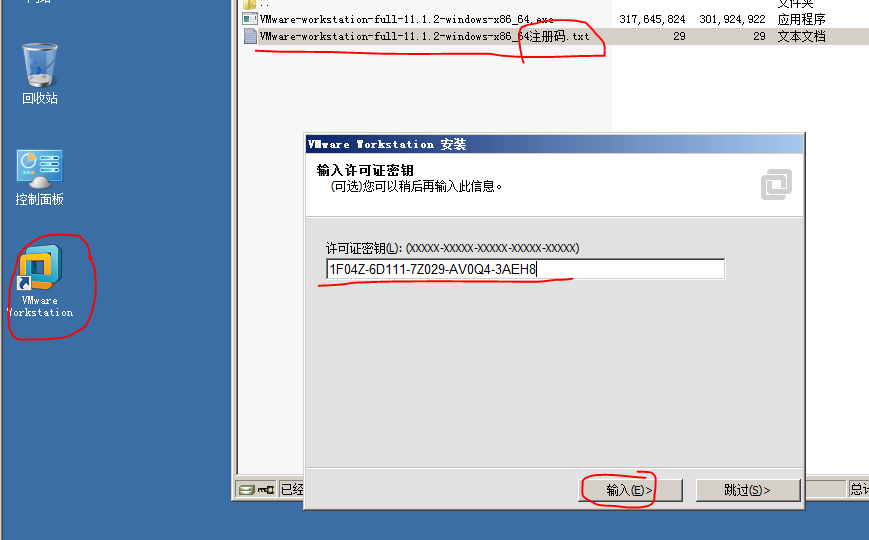 文件夹
..
VMware-workstation-full-11.1.2-windows-x86_64.exe 317,645,824 301,924,922 应用程序
VMware-workstation-full-11.1.2-windows-x86_64注册码.txt 29 29 文本文档
回收站
控制面板
VMware
Workstation
VMware Workstation 安装
输入许可证密钥
(可选)您可以稍后再输入此信息。
许可证密钥(L): (XXXXX-XXXXX-XXXXX-XXXXX-XXXXX)
1F04Z-6D111-7Z029-AV0Q4-3AEH8
输入(E)>
跳过(S)>
已经
总计